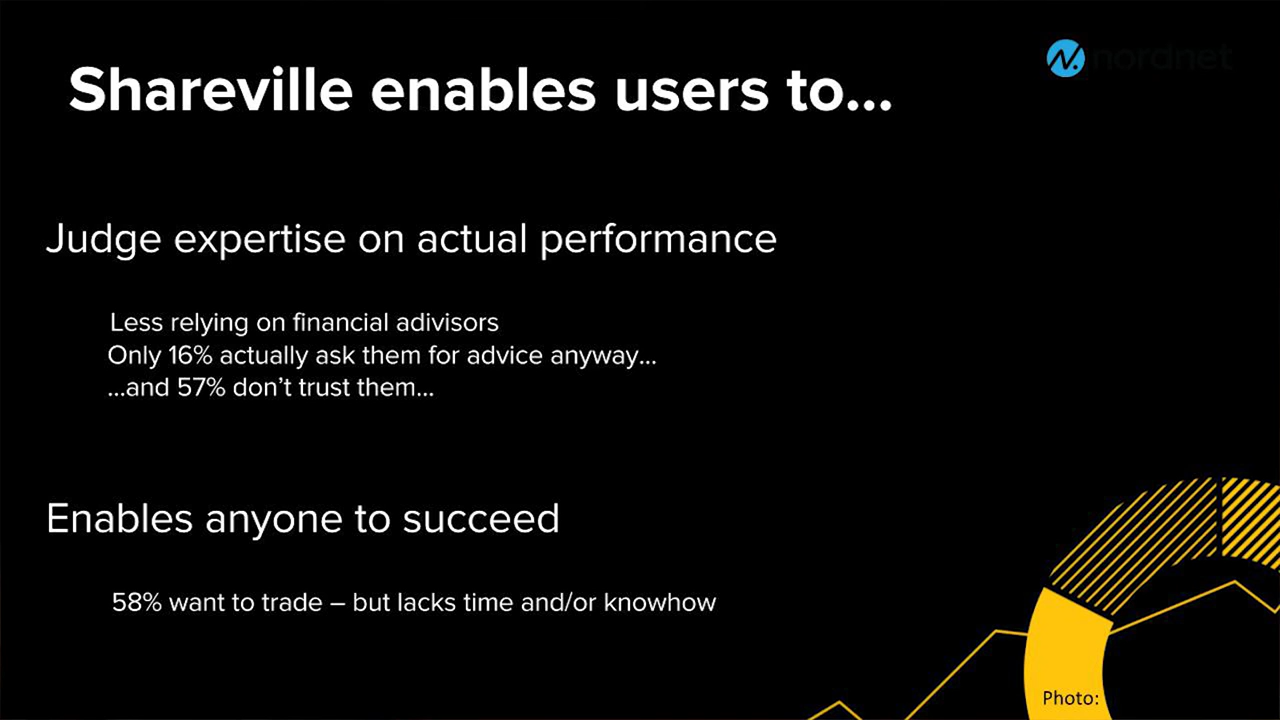 Shareville enables users to...
nordnet
Judge expertise on actual performance
Less relying on financial adivisors
Only 16% actually ask them for advice anyway...
...and 57% don’t trust them...
Enables anyone to succeed
58% want to trade – but lacks time and/or knowhow
Photo: